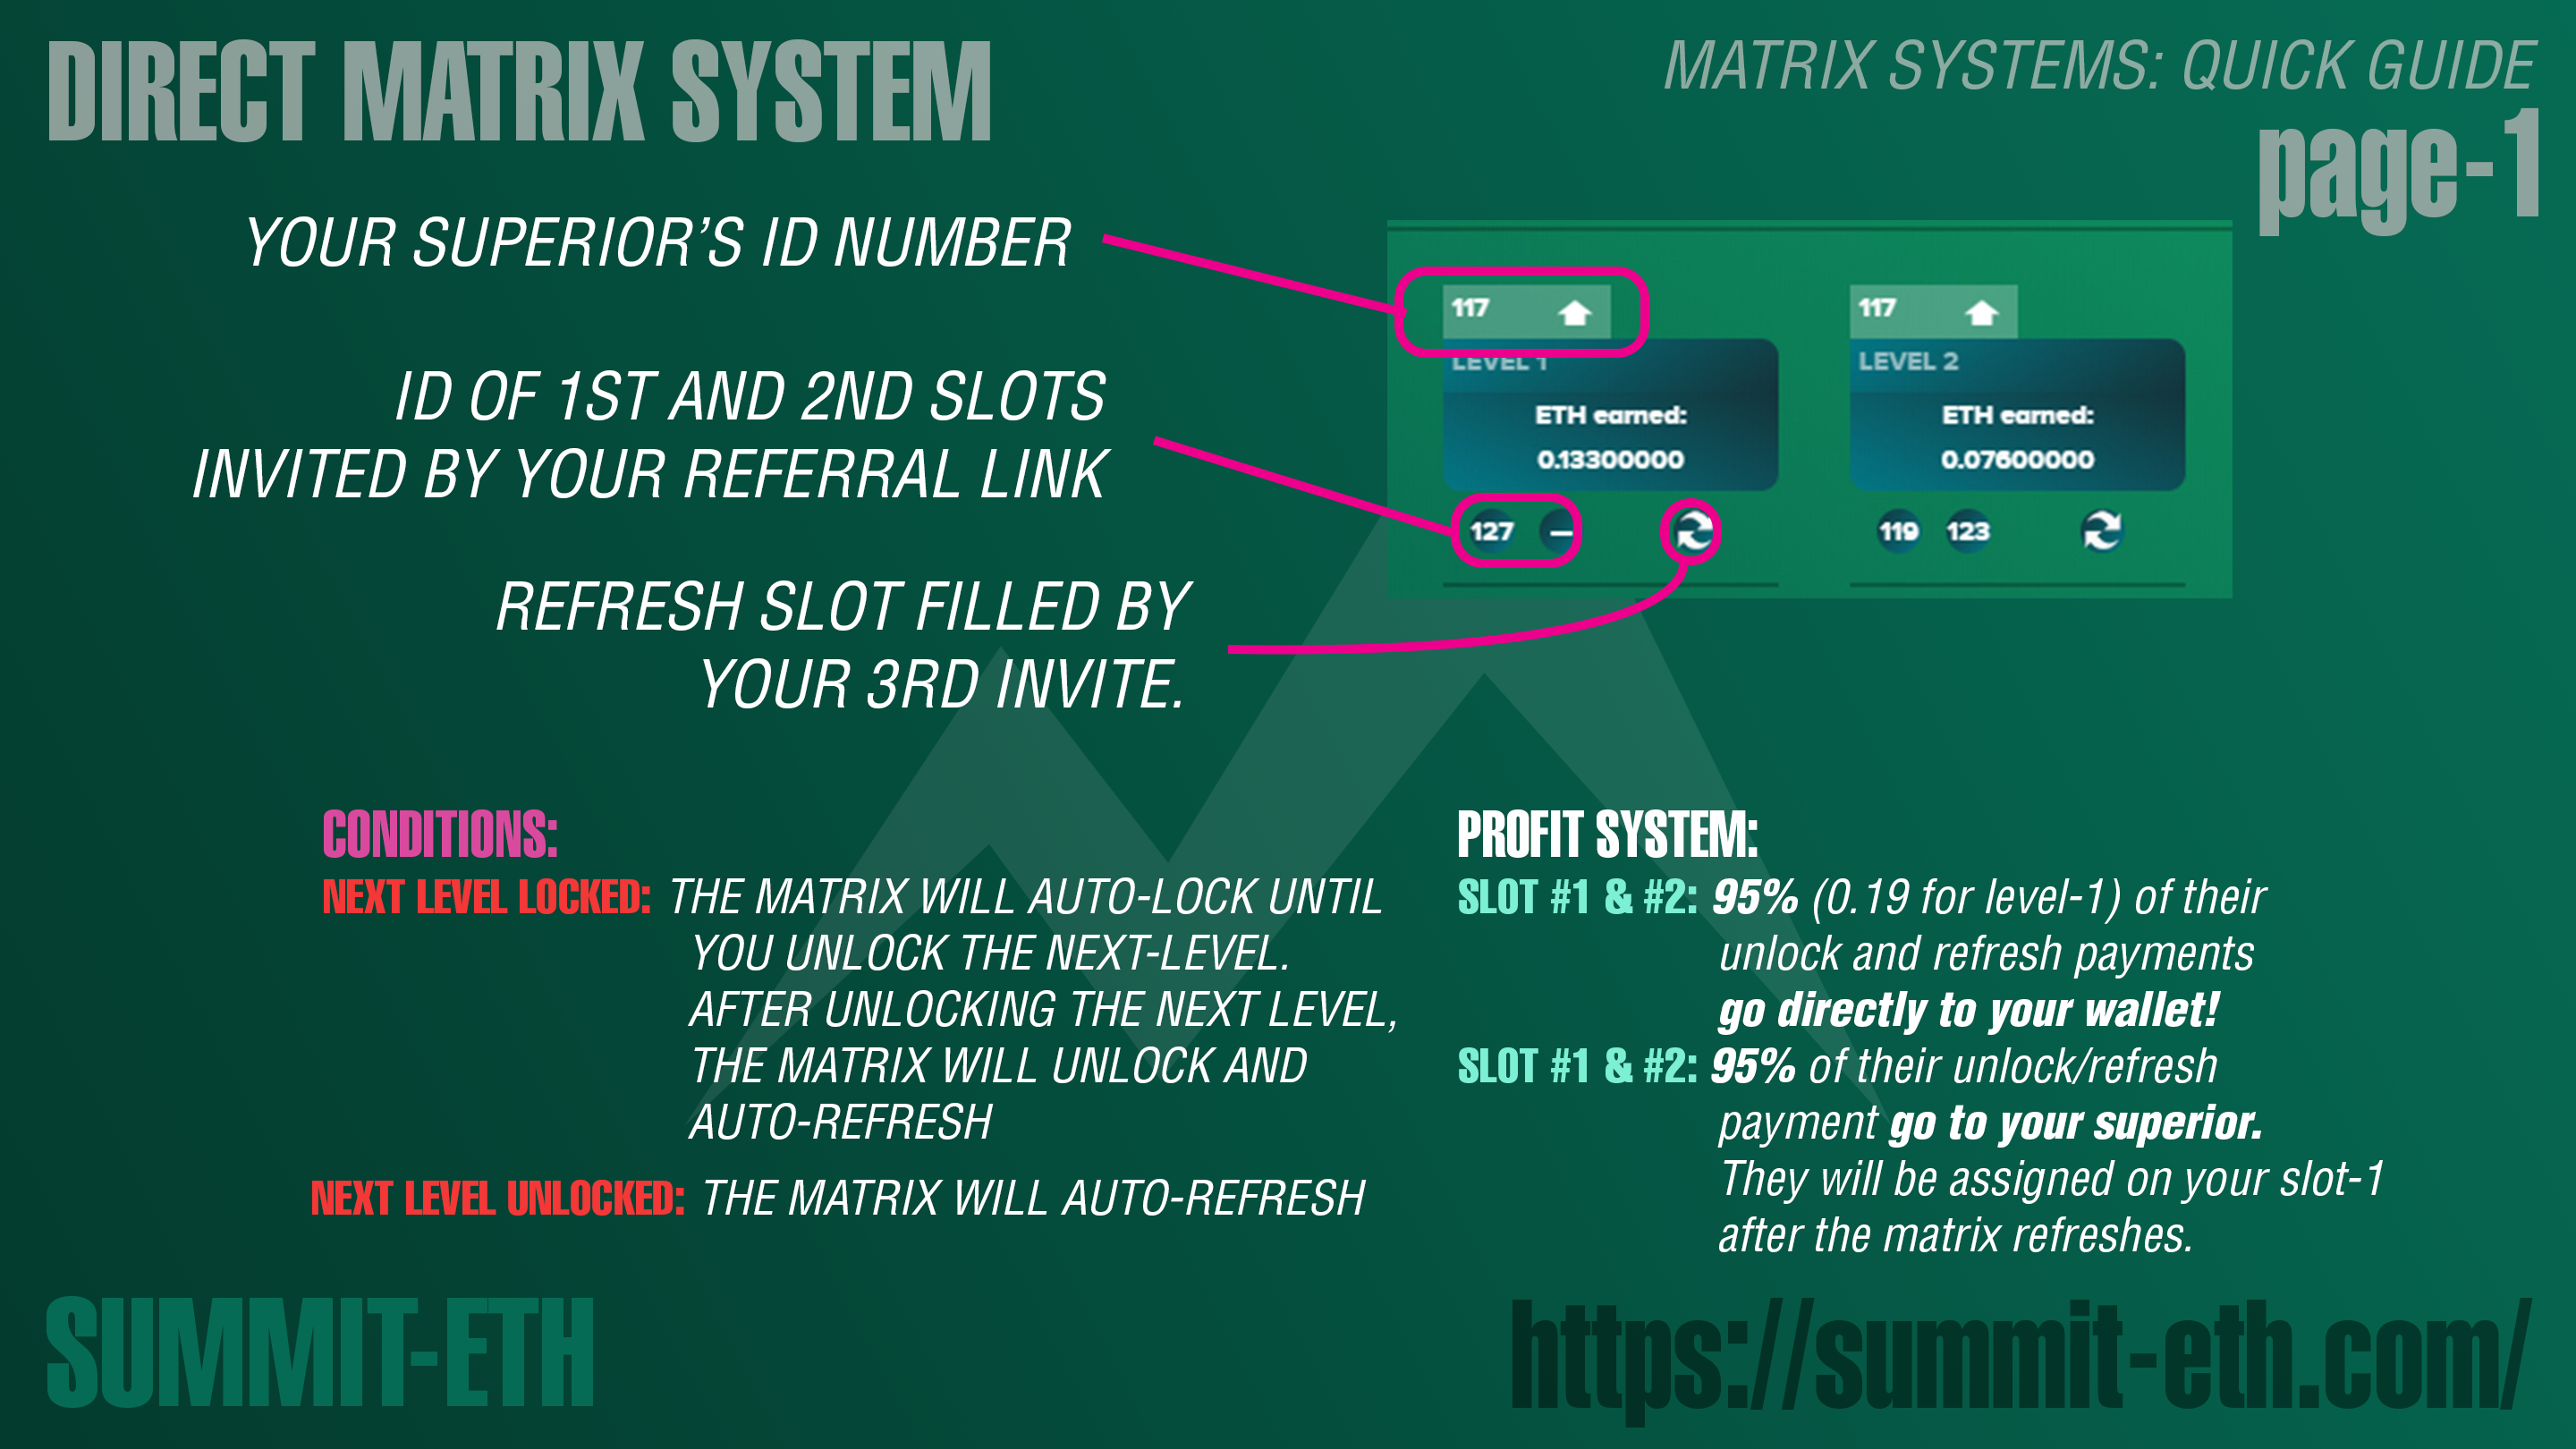 DIRECT MATRIX SYSTEM
MATRIX SYSTEMS: QUICK GUIDE
page-1
YOUR SUPERIOR'S ID NUMBER
ID OF 1ST AND 2ND SLOTS
INVITED BY YOUR REFERRAL LINK
REFRESH SLOT FILLED BY
YOUR 3RD INVITE.
117
LEVEL 1
ETH earned:
0.13300000
127 –
117
LEVEL 2
ETH earned:
0.07600000
119 123
CONDITIONS:
NEXT LEVEL LOCKED: THE MATRIX WILL AUTO-LOCK UNTIL
YOU UNLOCK THE NEXT-LEVEL.
AFTER UNLOCKING THE NEXT LEVEL,
THE MATRIX WILL UNLOCK AND
AUTO-REFRESH
NEXT LEVEL UNLOCKED: THE MATRIX WILL AUTO-REFRESH
PROFIT SYSTEM:
SLOT #1 & #2: 95% (0.19 for level-1) of their
unlock and refresh payments
go directly to your wallet!
SLOT #1 & #2: 95% of their unlock/refresh
payment go to your superior.
They will be assigned on your slot-1
after the matrix refreshes.
SUMMIT-ETH
https://summit-eth.com/